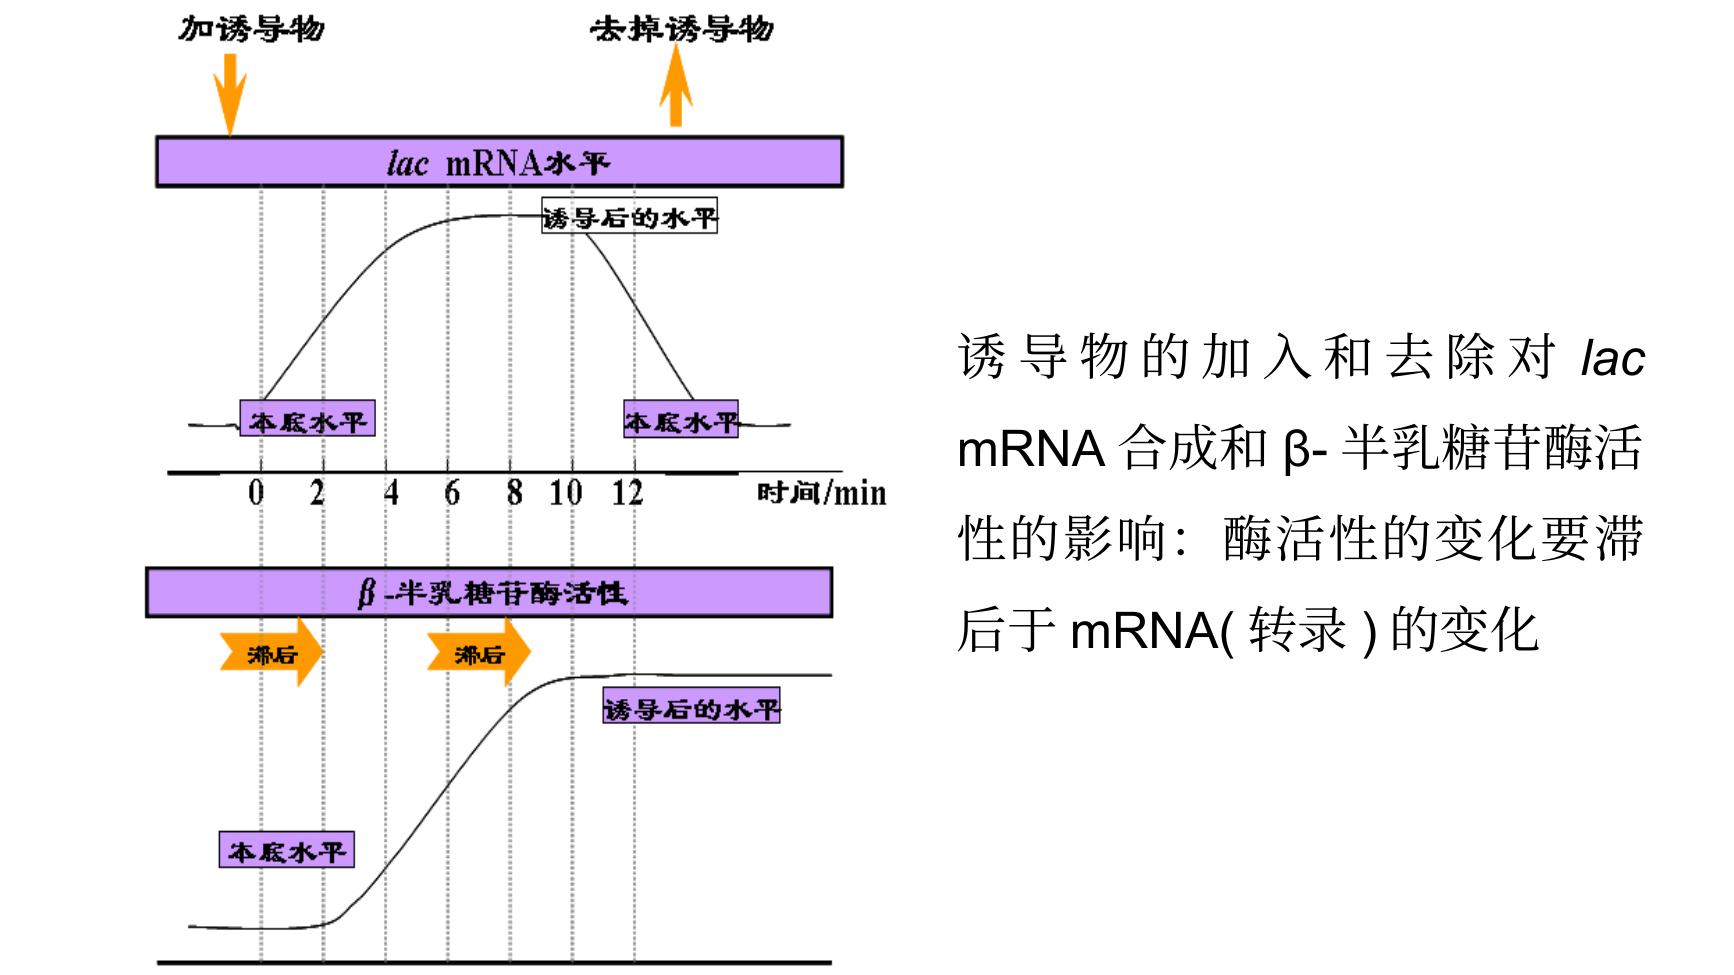 加诱导物
去掉诱导物
lac mRNA水平
诱导后的水平
本底水平
本底水平
0 2 4 6 8 10 12 时间/min
β-半乳糖苷酶活性
滞后
滞后
诱导后的水平
本底水平
诱导物的加入和去除对 lac
mRNA 合成和 β- 半乳糖苷酶活
性的影响：酶活性的变化要滞
后于 mRNA( 转录 ) 的变化